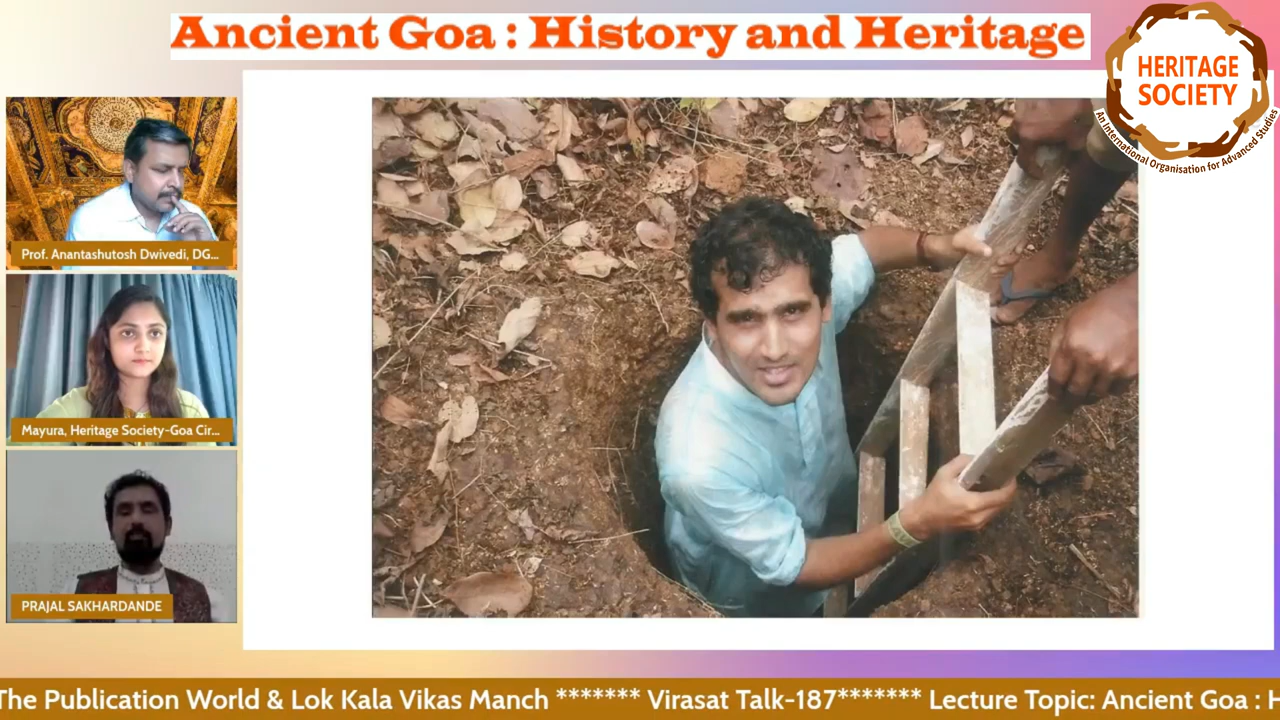 Ancient Goa : History and Heritage
HERITAGE
SOCIETY
An International Organisation for Advanced Studies
Prof. Anantashutosh Dwivedi, DG...
Mayura, Heritage Society-Goa Cir...
PRAJAL SAKHARDANDE
The Publication World & Lok Kala Vikas Manch ******* Virasat Talk-187******* Lecture Topic: Ancient Goa : H